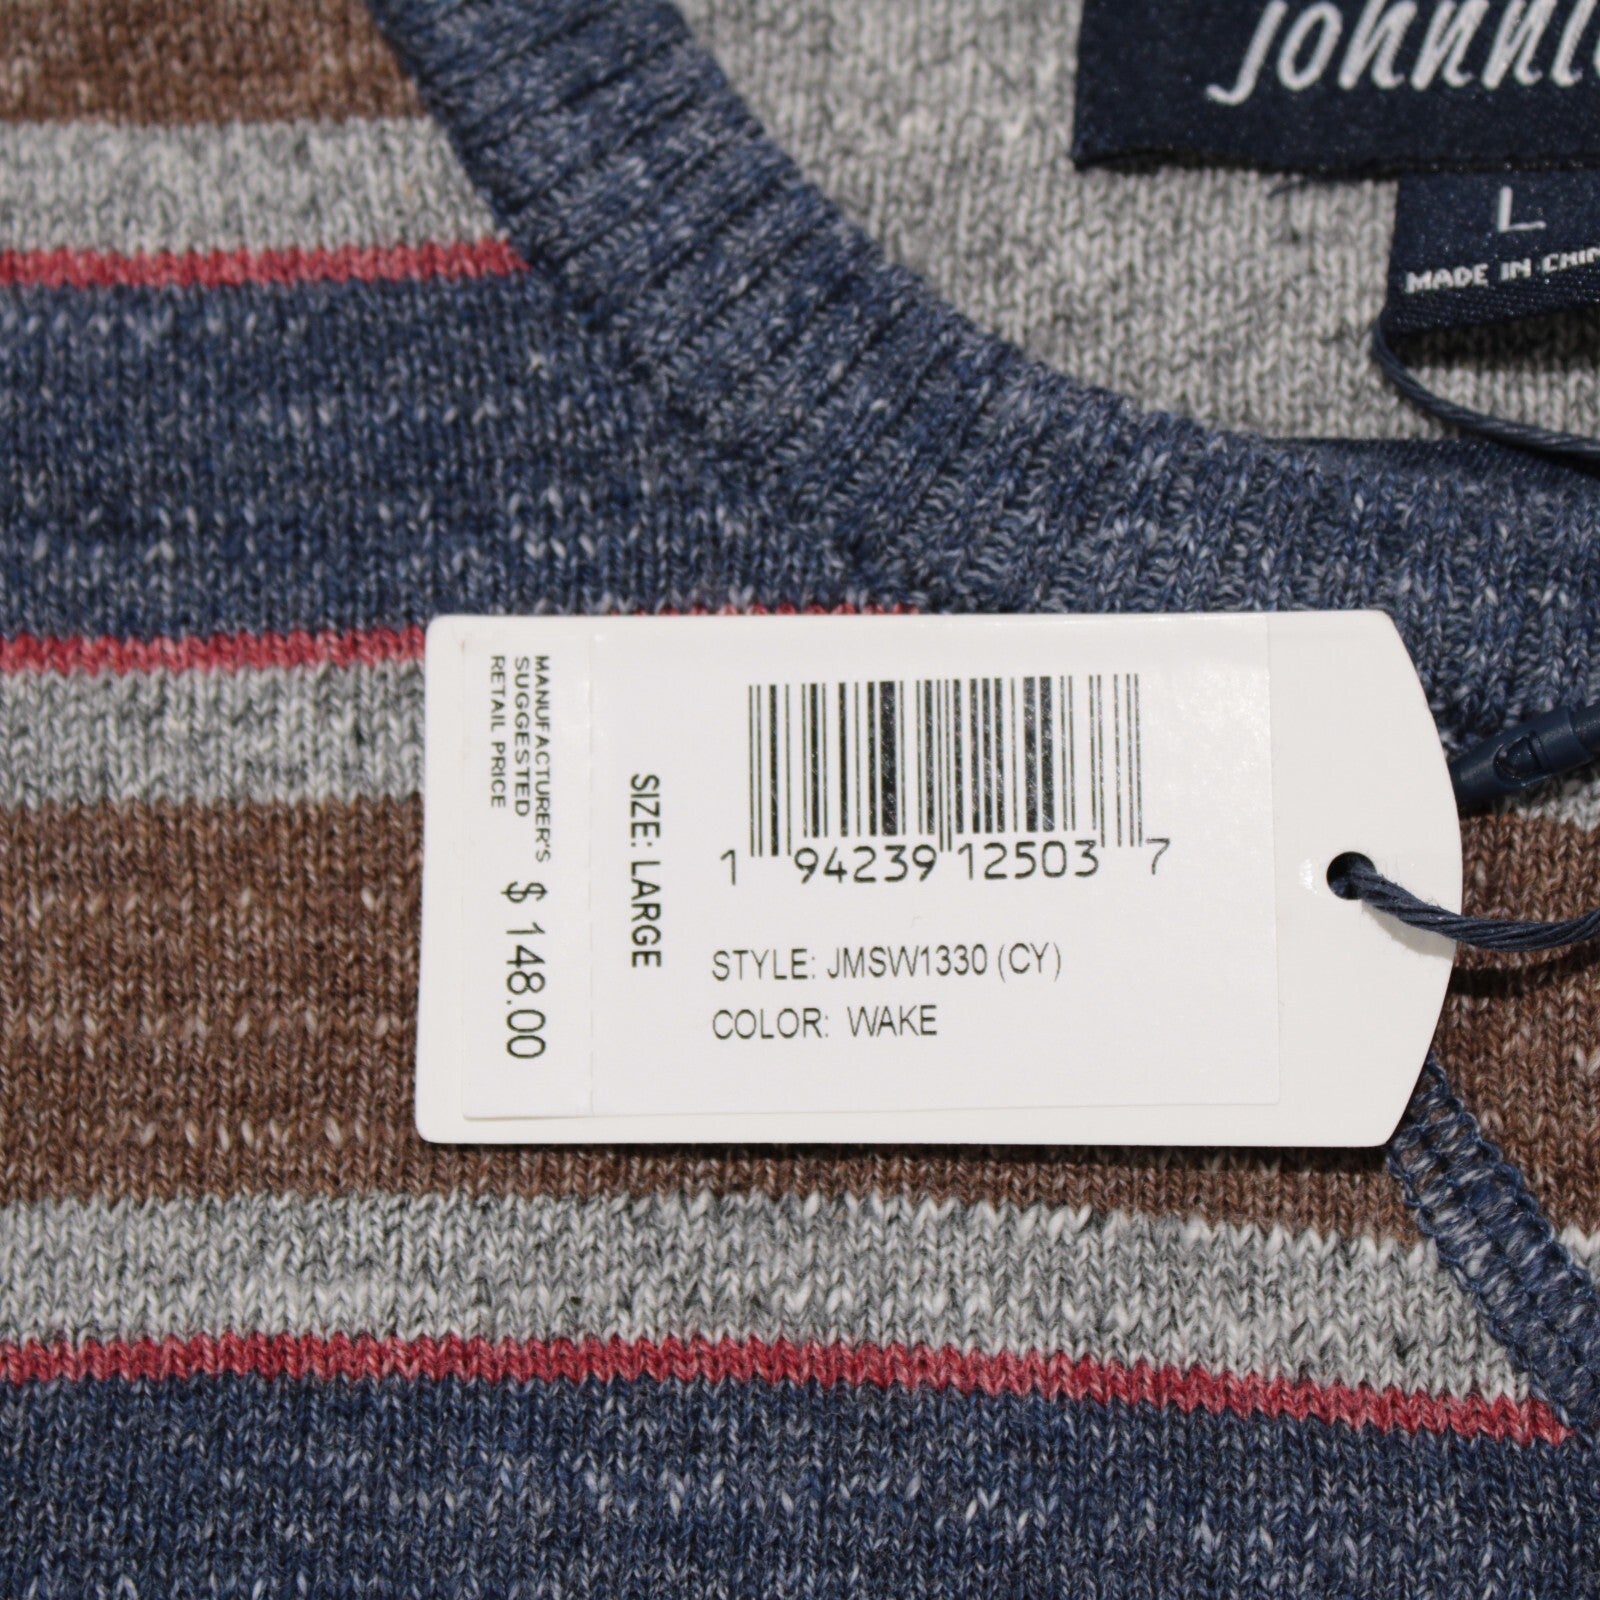 johnni
L
MADE IN CHIN
MANUFACTURER'S
SUGGESTED
RETAIL PRICE
$ 148.00
SIZE: LARGE
1 94239 12503 7
STYLE: JMSW1330 (CY)
COLOR: WAKE